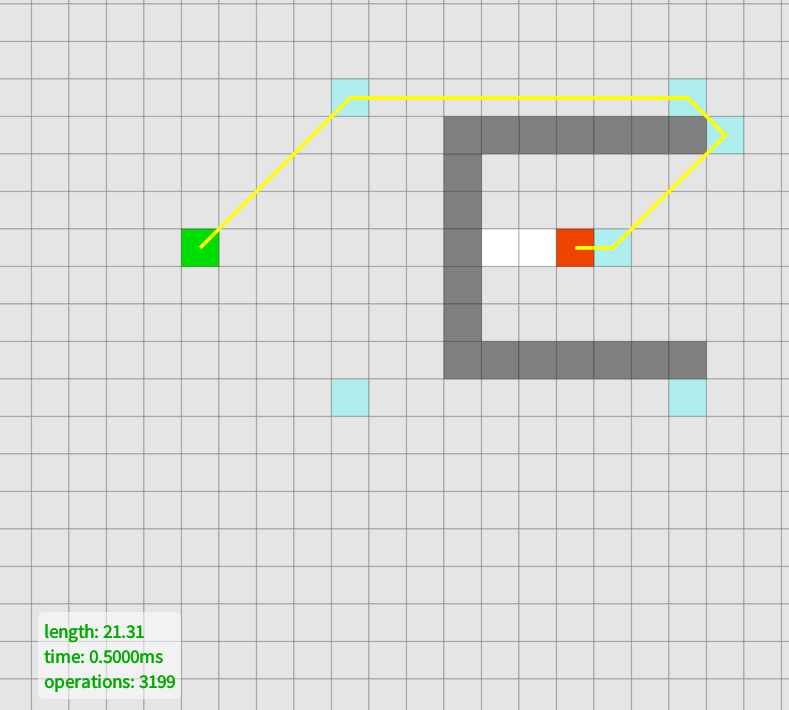 length: 21.31
time: 0.5000ms
operations: 3199